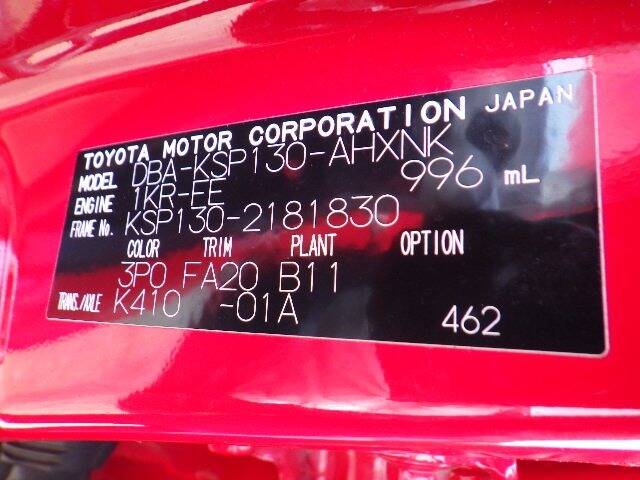 TOYOTA MOTOR CORPORATION JAPAN
MODEL DBA-KSP130-AHXNK
ENGINE 1KR-FE 996 mL
FRAME No. KSP130-2181830
COLOR TRIM PLANT OPTION
3P0 FA20 B11
TRANS./AXLE K410 -01A
462